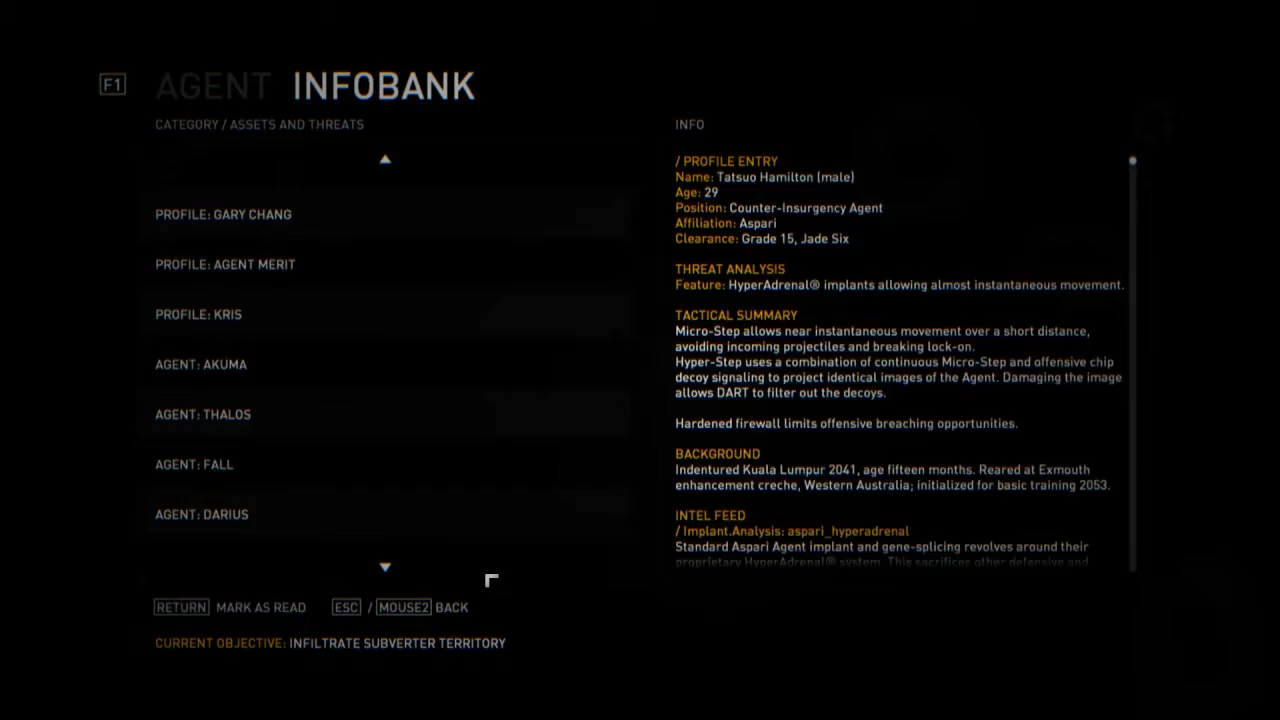 F1 AGENT INFOBANK
CATEGORY / ASSETS AND THREATS
PROFILE: GARY CHANG
PROFILE: AGENT MERIT
PROFILE: KRIS
AGENT: AKUMA
AGENT: THALOS
AGENT: FALL
AGENT: DARIUS
INFO
/ PROFILE ENTRY
Name: Tatsuo Hamilton (male)
Age: 29
Position: Counter-Insurgency Agent
Affiliation: Aspari
Clearance: Grade 15, Jade Six
THREAT ANALYSIS
Feature: HyperAdrenal® implants allowing almost instantaneous movement.
TACTICAL SUMMARY
Micro-Step allows near instantaneous movement over a short distance,
avoiding incoming projectiles and breaking lock-on.
Hyper-Step uses a combination of continuous Micro-Step and offensive chip
decoy signaling to project identical images of the Agent. Damaging the image
allows DART to filter out the decoys.
Hardened firewall limits offensive breaching opportunities.
BACKGROUND
Indentured Kuala Lumpur 2041, age fifteen months. Reared at Exmouth
enhancement creche, Western Australia; initialized for basic training 2053.
INTEL FEED
/ Implant.Analysis: aspari_hyperadrenal
Standard Aspari Agent implant and gene-splicing revolves around their
proprietary HyperAdrenal® system. This sacrifices other defensive and
RETURN MARK AS READ ESC / MOUSE2 BACK
CURRENT OBJECTIVE: INFILTRATE SUBVERTER TERRITORY